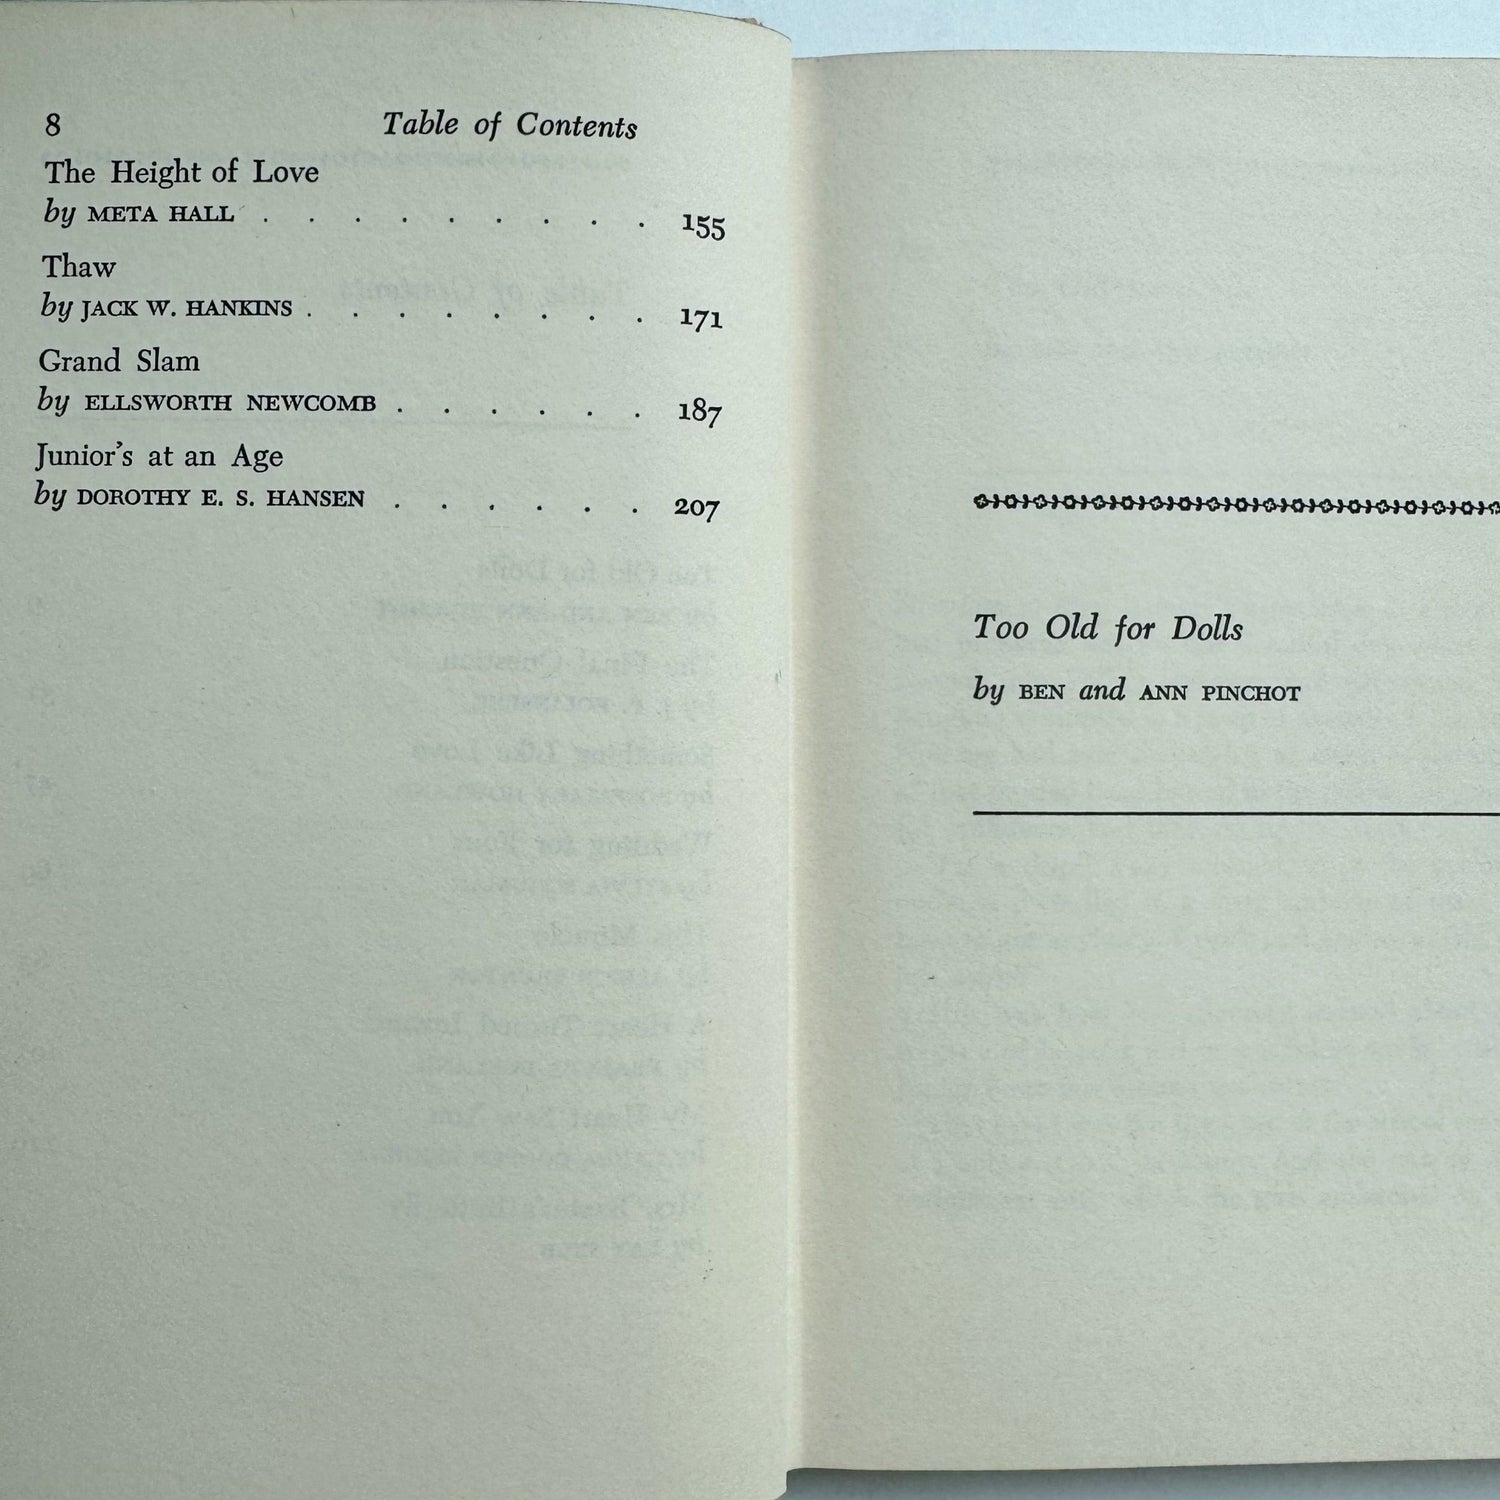 8 Table of Contents
The Height of Love
by META HALL . . . . . . . . . 155
Thaw
by JACK W. HANKINS . . . . . . . . 171
Grand Slam
by ELLSWORTH NEWCOMB . . . . . . 187
Junior's at an Age
by DOROTHY E. S. HANSEN . . . . . . 207
Too Old for Dolls
by BEN and ANN PINCHOT